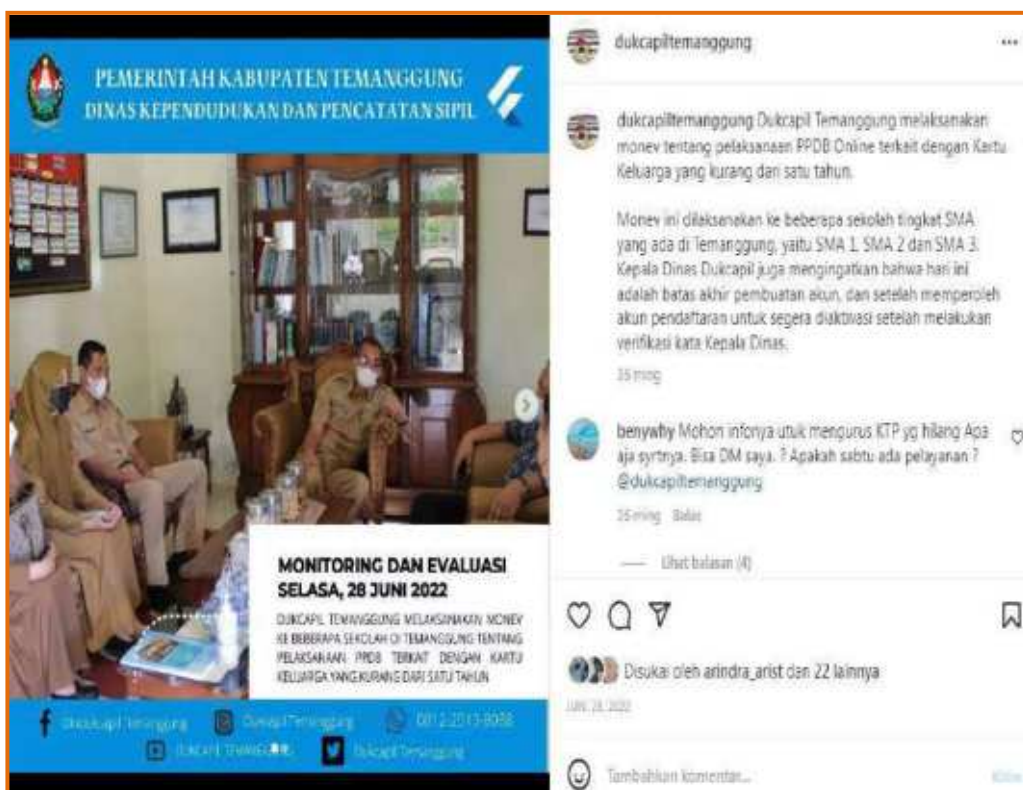 PEMERINTAH KABUPATEN TEMANGGUNG
DINAS KEPENDUDUKAN DAN PENCATATAN SIPIL
MONITORING DAN EVALUASI
SELASA, 28 JUNI 2022
DUKCAPIL TEMANGGUNG MELAKSANAKAN MONEV
KE BEBERAPA SEKOLAH DI TEMANGGUNG TENTANG
PELAKSANAAN PPDB TERKAIT DENGAN KARTU
KELUARGA YANG KURANG DARI SATU TAHUN
Dukcapil Temanggung
DUKCAPIL TEMANGGUNG
Dukcapil Temanggung
dukcapiltemanggung
dukcapiltemanggung Dukcapil Temanggung melaksanakan
monev tentang pelaksanaan PPDB Online terkait dengan Kartu
Keluarga yang kurang dari satu tahun.
Monev ini dilaksanakan ke beberapa sekolah tingkat SMA
yang ada di Temanggung, yaitu SMA 1, SMA 2 dan SMA 3.
Kepala Dinas Dukcapil juga mengingatkan bahwa hari ini
adalah batas akhir pembuatan akun, dan setelah memperoleh
akun pendaftaran untuk segera diaktivasi setelah melakukan
verifikasi kata Kepala Dinas.
ming
benywhy Mohon infonya utuk mengurus KTP yg hilang Apa
aja syrtnya. Bisa DM saya. ? Apakah sabtu ada pelayanan ?
@dukcapiltemanggung
ming Balas
Lihat balasan (4)
Disukai oleh arindra_arist dan 22 lainnya
JUNI 28, 2022
Tambahkan komentar...